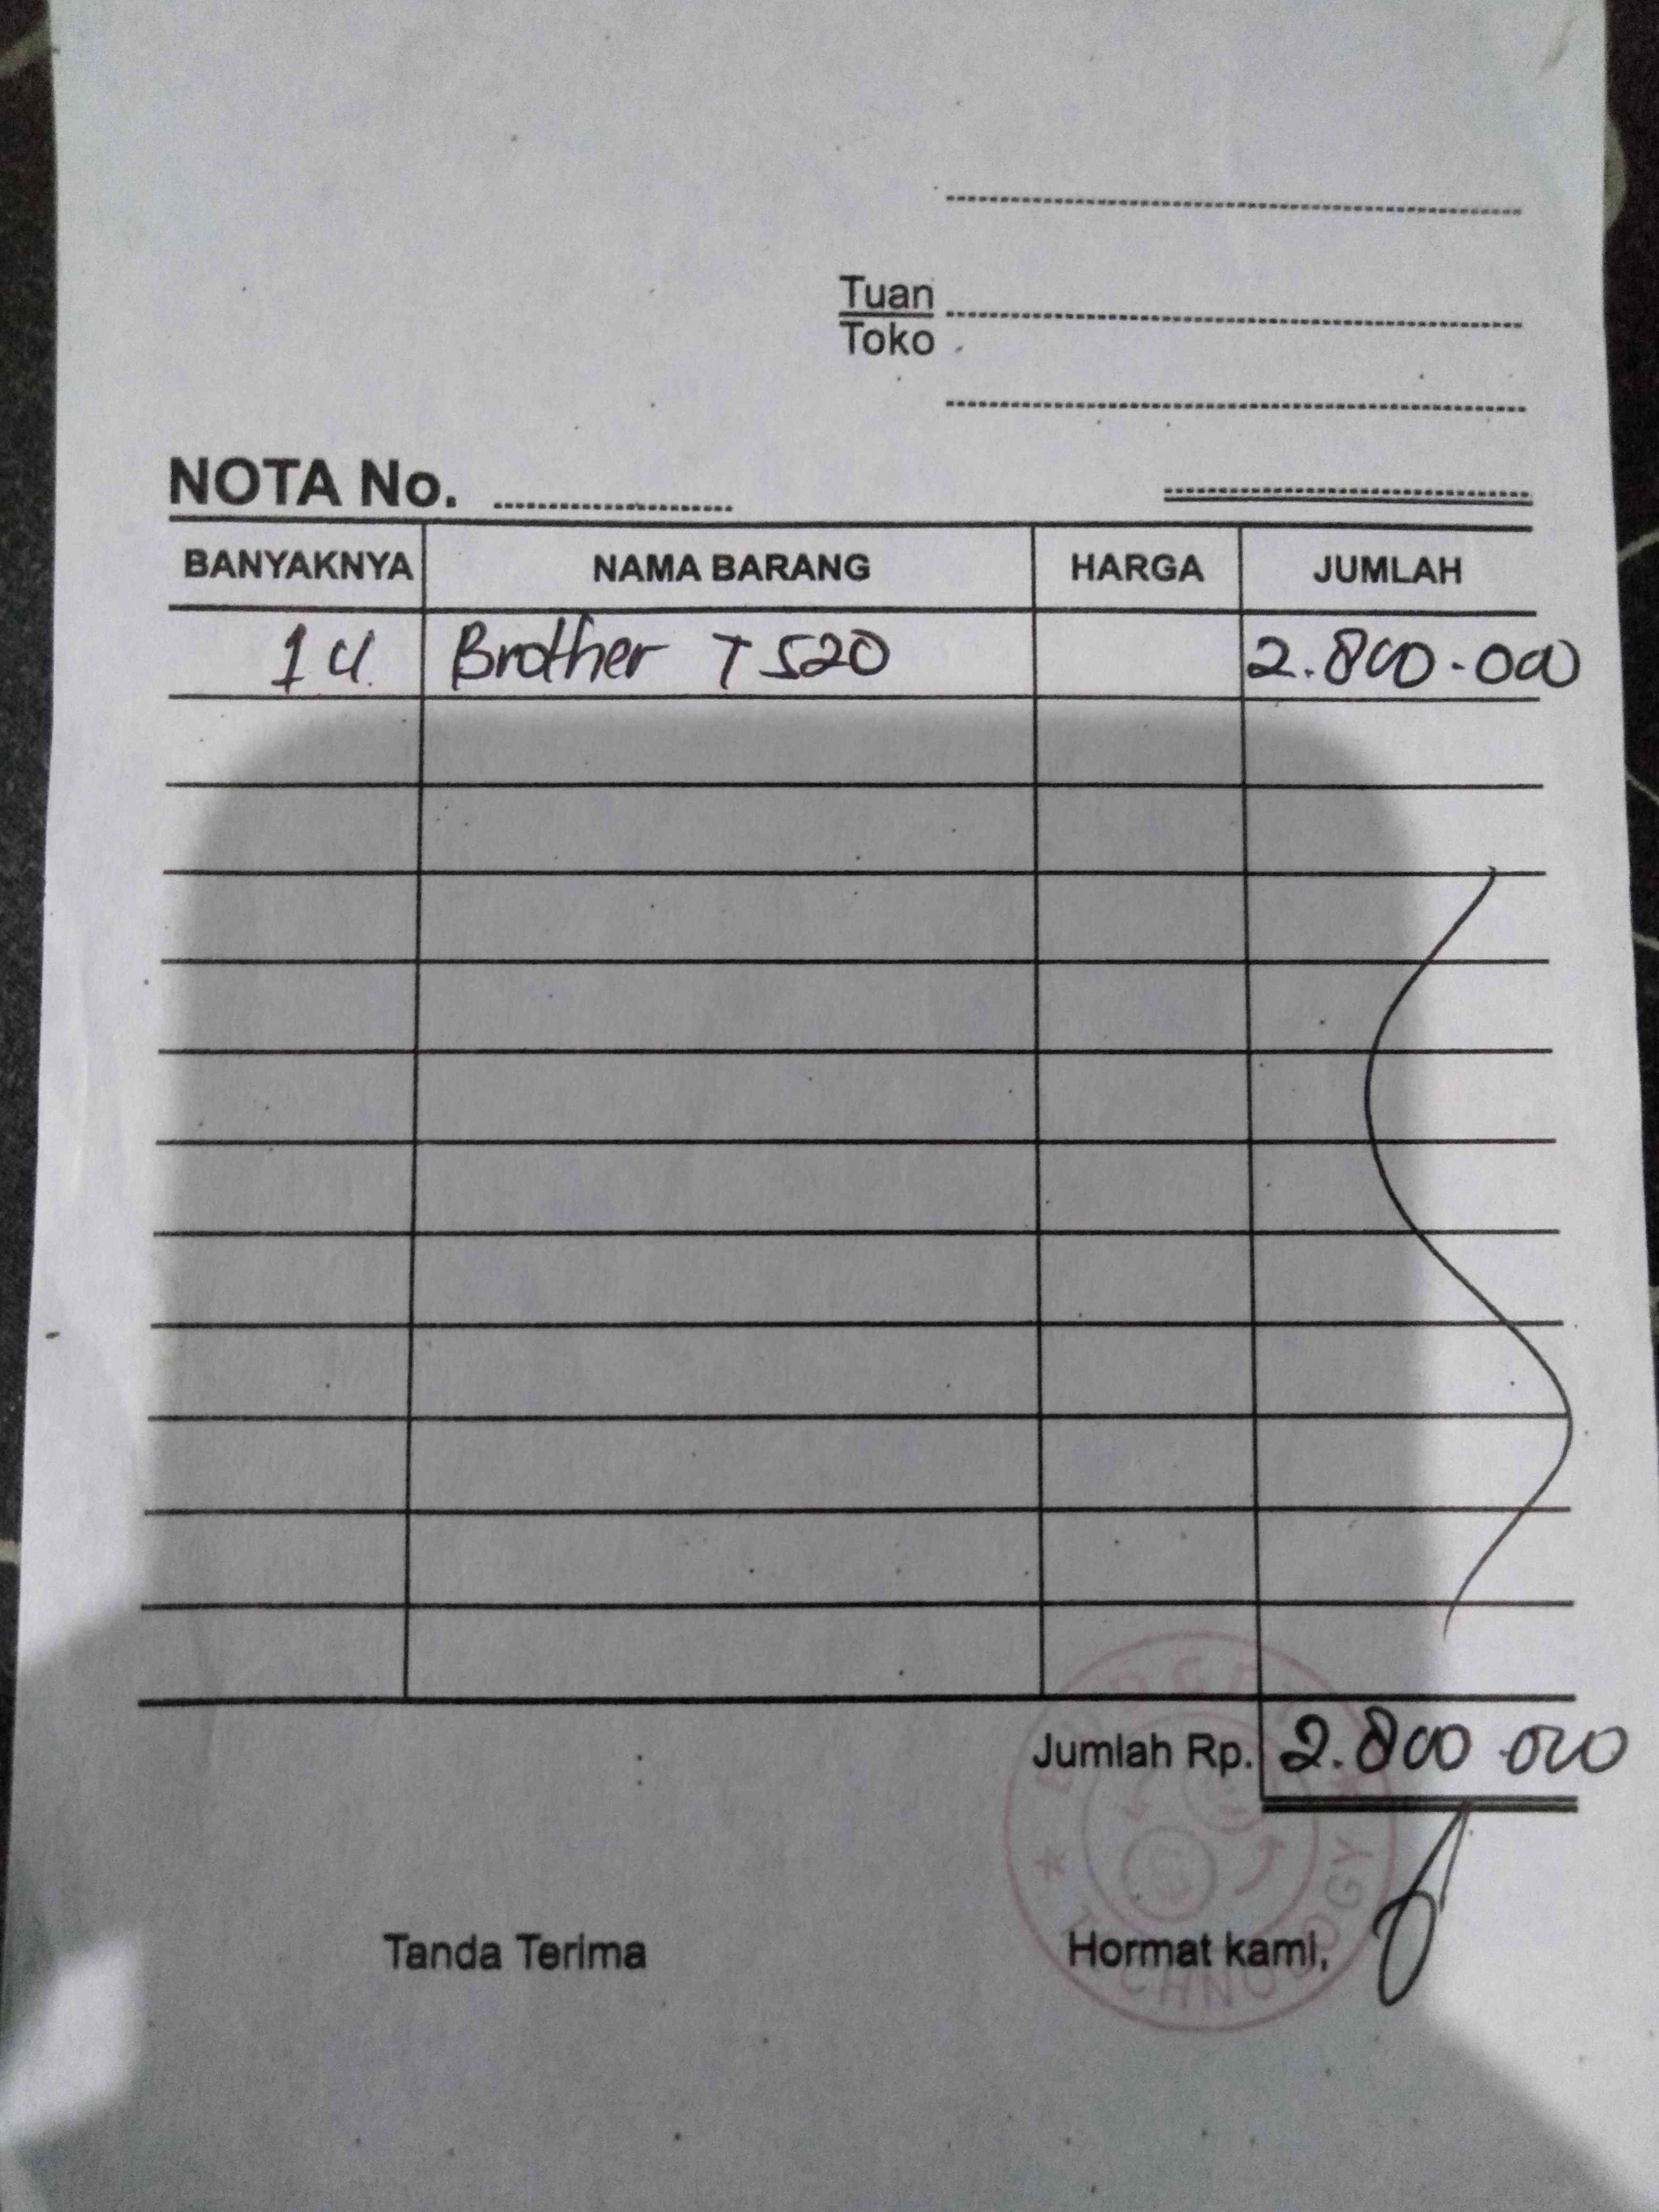 Tuan
Toko
NOTA No.
BANYAKNYA NAMA BARANG HARGA JUMLAH
1 U. Brother T 520 2.800.000
Jumlah Rp. 2.800.000
Tanda Terima Hormat kami,